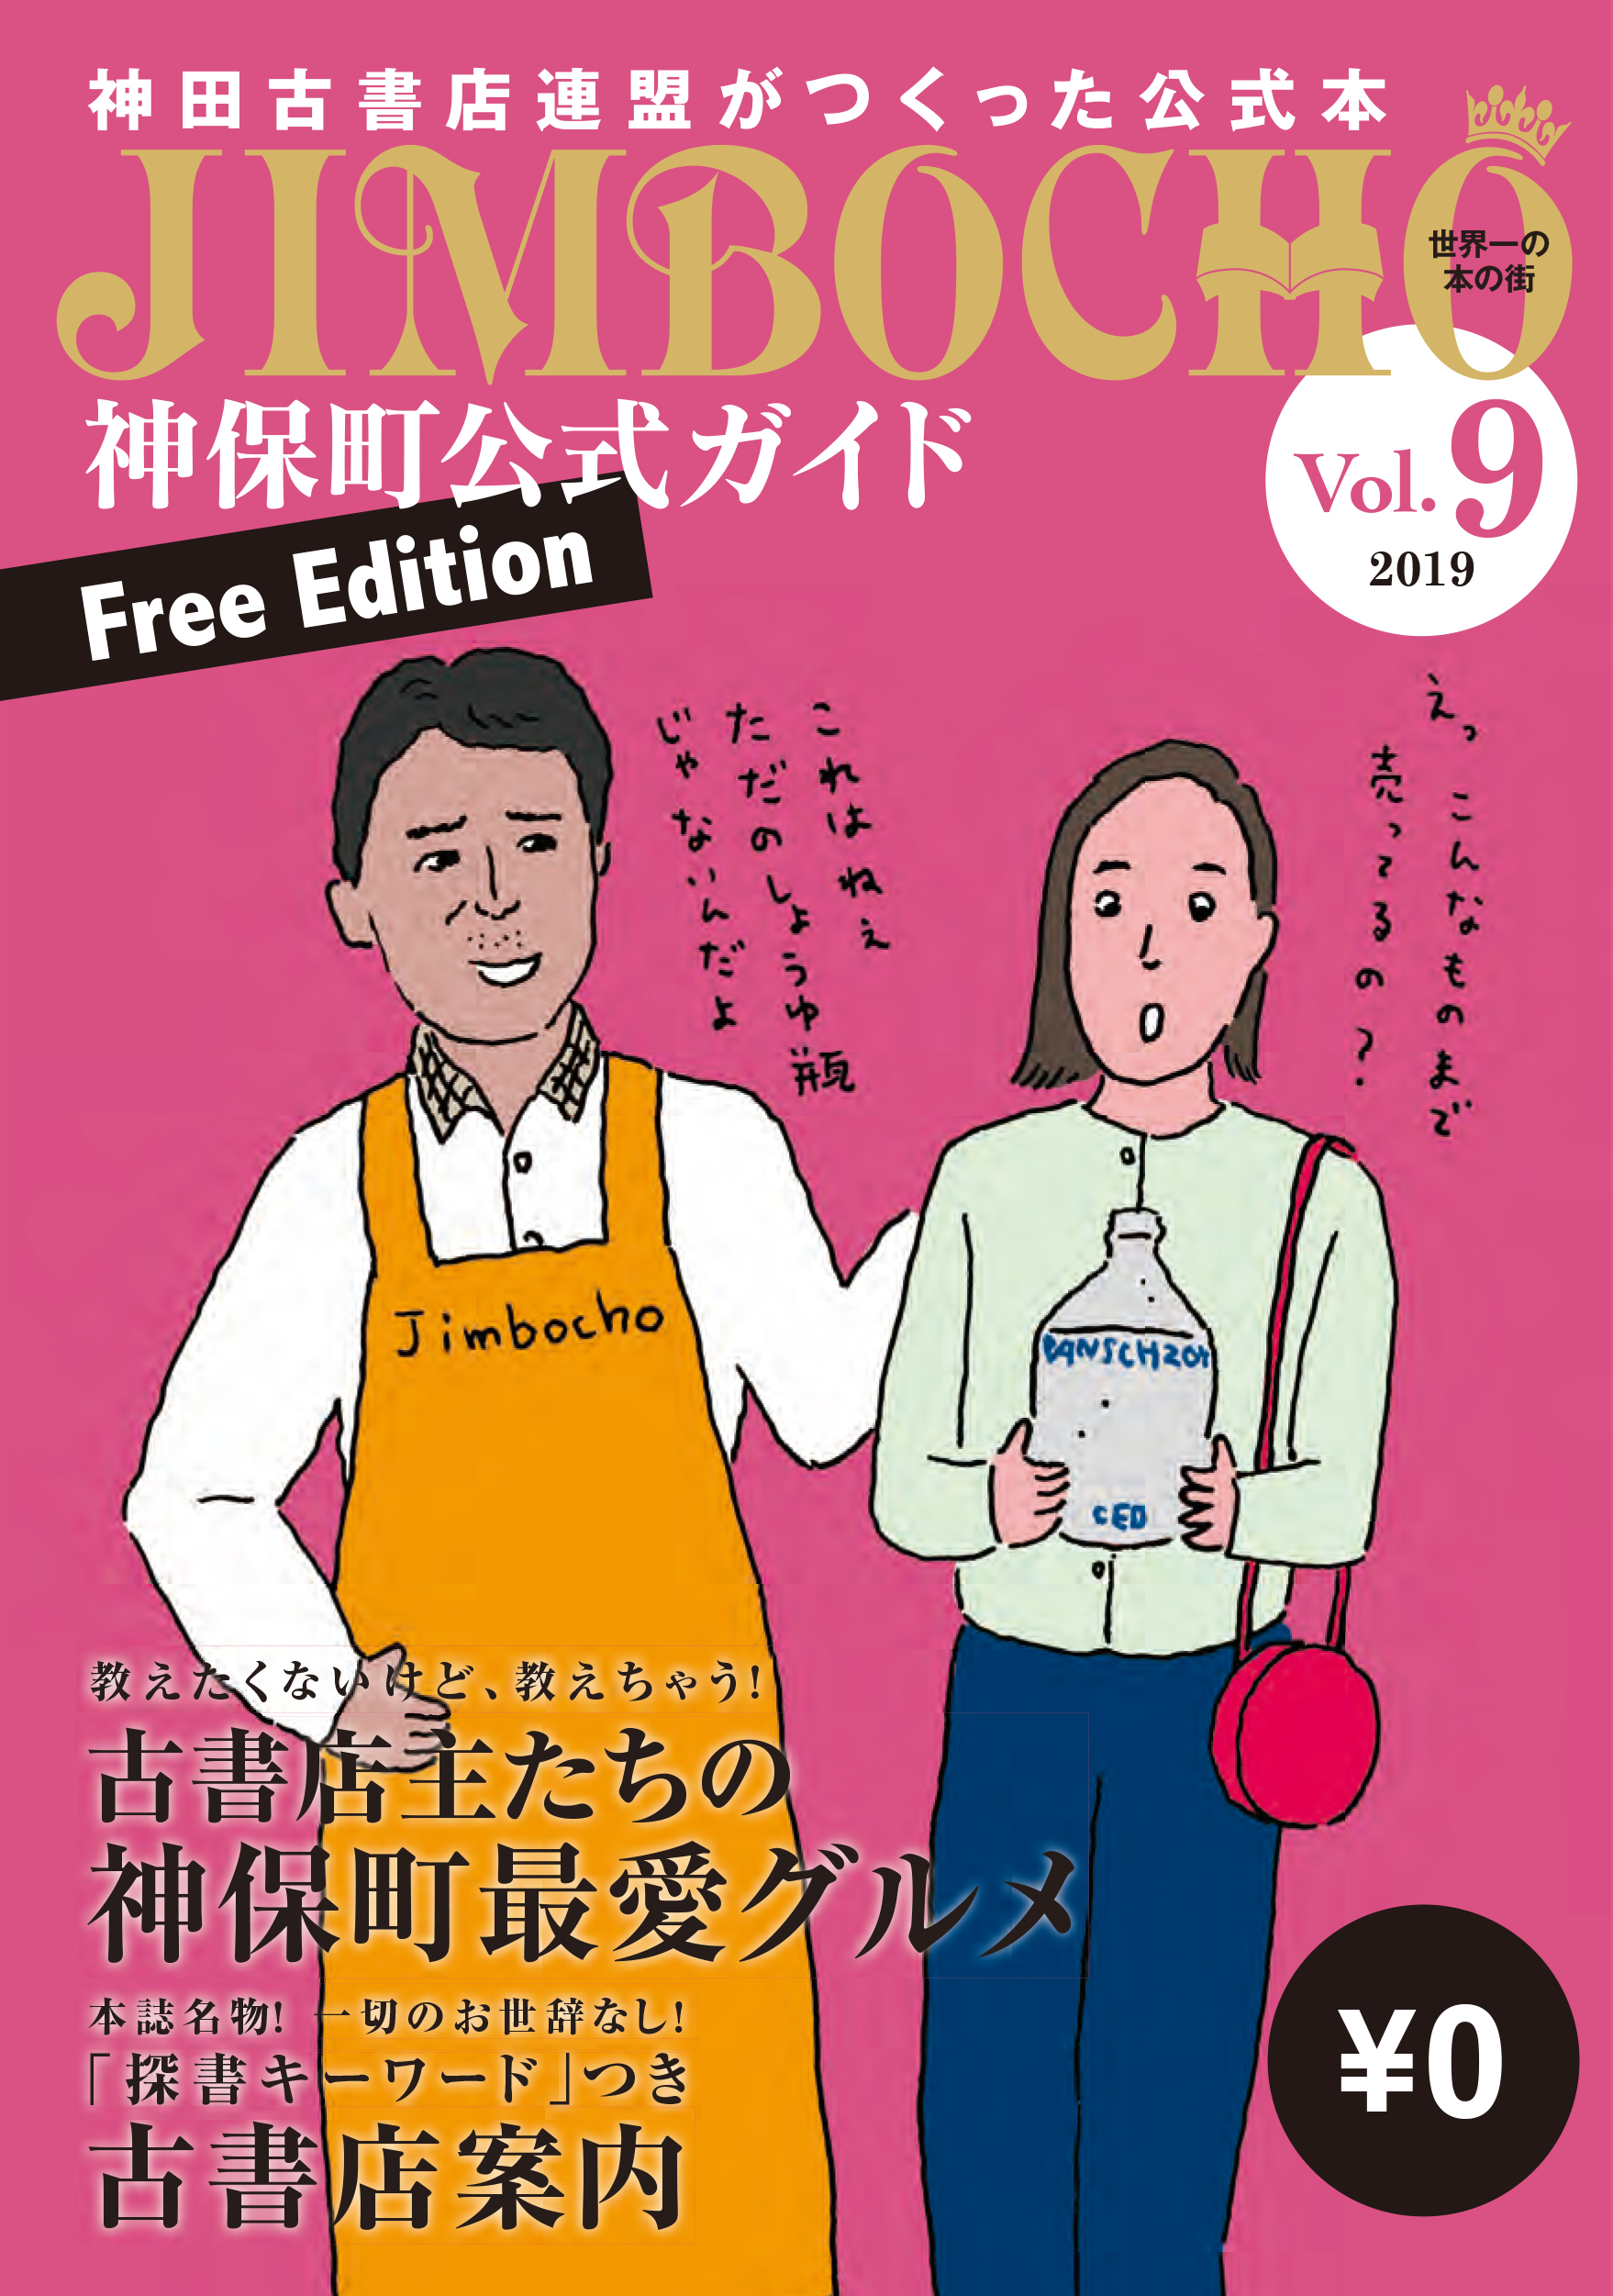 神田古書店連盟がつくった公式本
JIMBOCHO
世界一の
本の街
神保町公式ガイド
Vol.9
2019
Free Edition
えっ こんなものまで
売ってるの?
これはねぇ
ただのしょうゆ瓶
じゃないんだよ
Jimbocho
CED
教えたくないけど、教えちゃう!
古書店主たちの
神保町最愛グルメ
本誌名物! 一切のお世辞なし!
「探書キーワード」つき
古書店案内
¥0